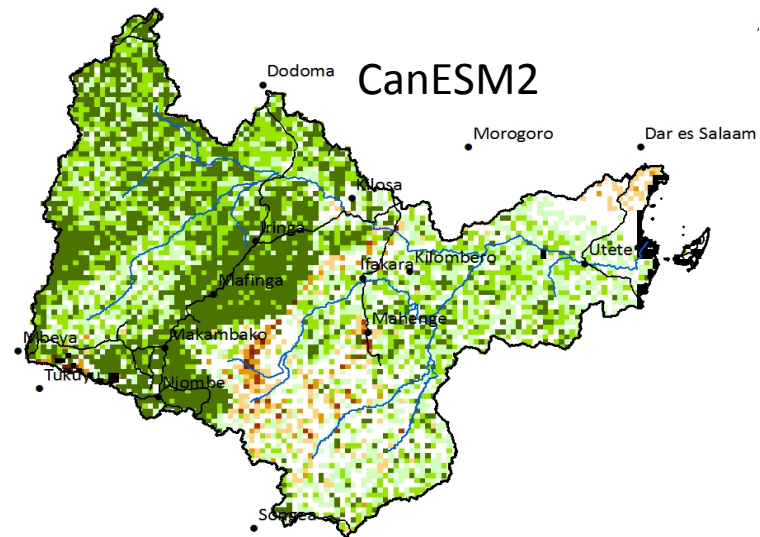 Dodoma
CanESM2
Morogoro
Dar es Salaam
Kilosa
Iringa
Utete
Ifakara
Kilombero
Mafinga
Mahenge
Mbeya
Makambako
Tukuyu
Njombe
Songea